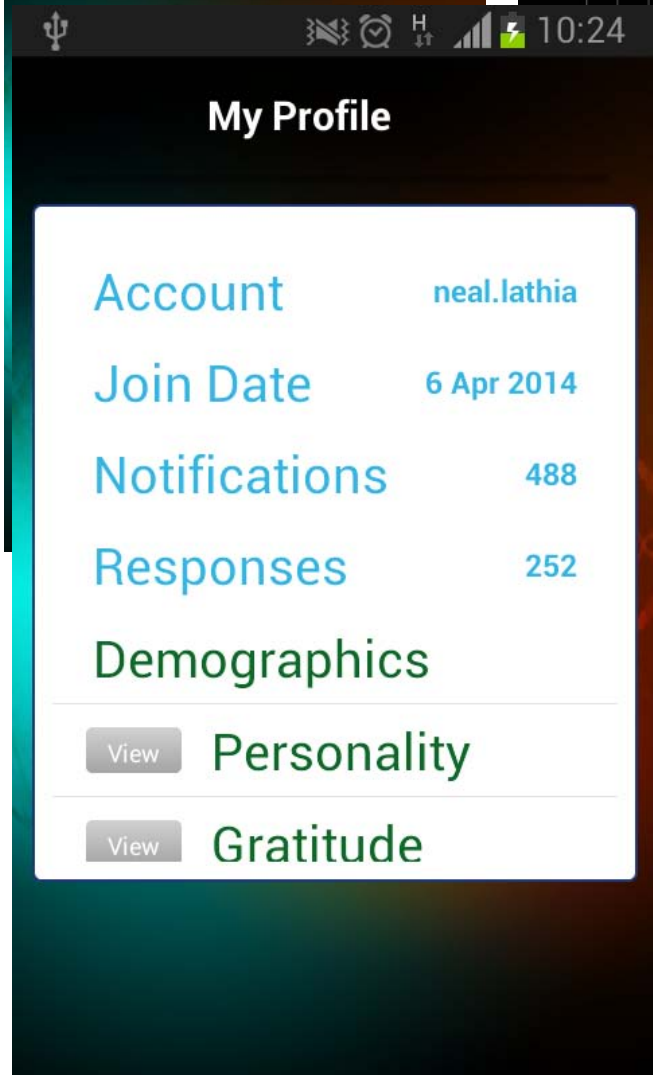 H 10:24
My Profile
Account neal.lathia
Join Date 6 Apr 2014
Notifications 488
Responses 252
Demographics
View Personality
View Gratitude